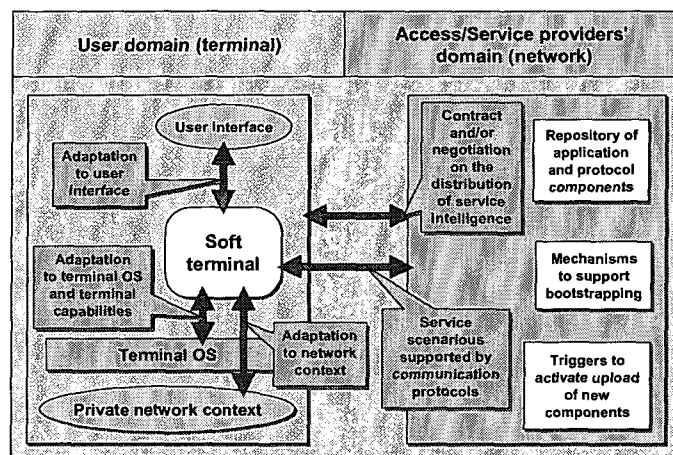 User domain (terminal)
Access/Service providers'
domain (network)
User Interface
Adaptation
to user
Interface
Soft
terminal
Adaptation
to terminal OS
and terminal
capabilities
Terminal OS
Adaptation
to network
context
Private network context
Contract
and/or
negotiation
on the
distribution
of service
intelligence
Service
scenarious
supported by
communication
protocols
Repository of
application
and protocol
components
Mechanisms
to support
bootstrapping
Triggers to
activate upload
of new
components